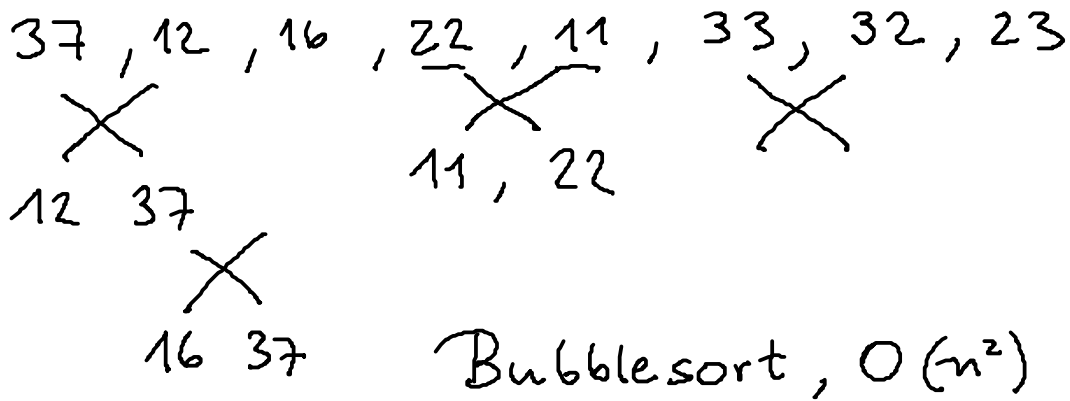 37, 12, 16, 22, 11, 33, 32, 23
11, 22
12 37
16 37
Bubblesort, O(n²)